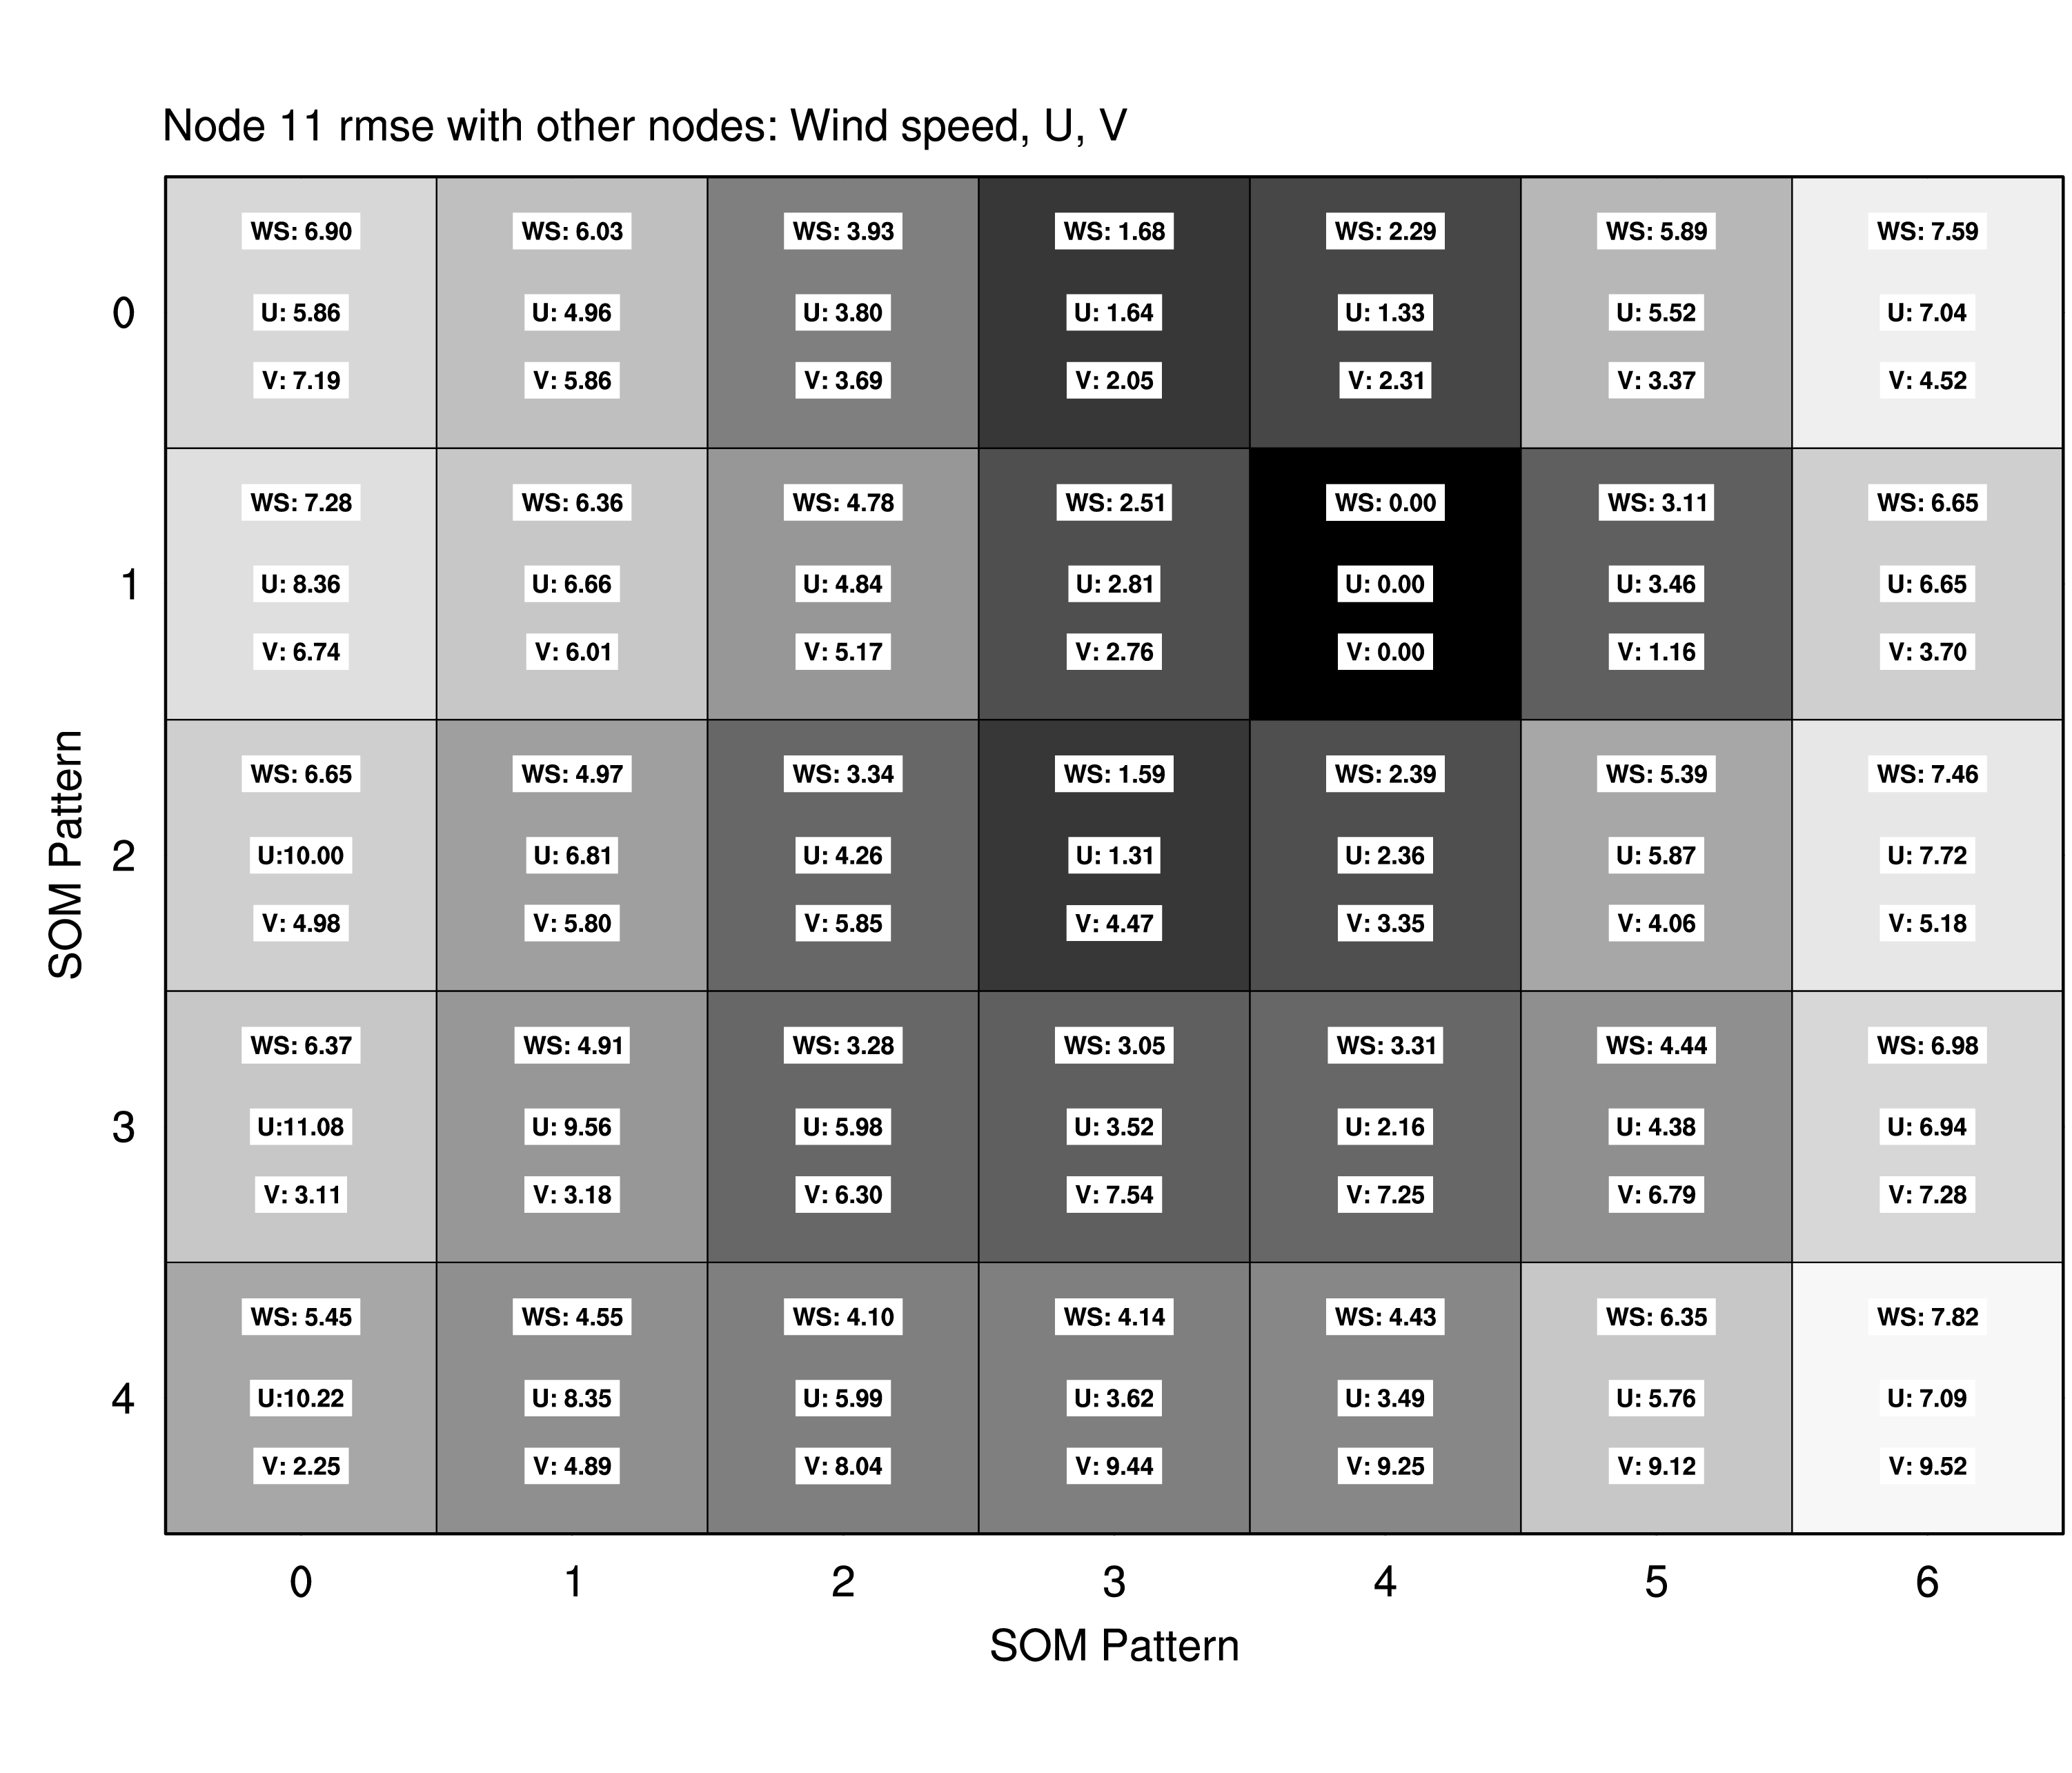 Node 11 rmse with other nodes: Wind speed, U, V
WS: 6.90 WS: 6.03 WS: 3.93 WS: 1.68 WS: 2.29 WS: 5.89 WS: 7.59
0 U: 5.86 U: 4.96 U: 3.80 U: 1.64 U: 1.33 U: 5.52 U: 7.04
V: 7.19 V: 5.86 V: 3.69 V: 2.05 V: 2.31 V: 3.37 V: 4.52
WS: 7.28 WS: 6.36 WS: 4.78 WS: 2.51 WS: 0.00 WS: 3.11 WS: 6.65
1 U: 8.36 U: 6.66 U: 4.84 U: 2.81 U: 0.00 U: 3.46 U: 6.65
V: 6.74 V: 6.01 V: 5.17 V: 2.76 V: 0.00 V: 1.16 V: 3.70
SOM Pattern
WS: 6.65 WS: 4.97 WS: 3.34 WS: 1.59 WS: 2.39 WS: 5.39 WS: 7.46
2 U:10.00 U: 6.81 U: 4.26 U: 1.31 U: 2.36 U: 5.87 U: 7.72
V: 4.98 V: 5.80 V: 5.85 V: 4.47 V: 3.35 V: 4.06 V: 5.18
WS: 6.37 WS: 4.91 WS: 3.28 WS: 3.05 WS: 3.31 WS: 4.44 WS: 6.98
3 U:11.08 U: 9.56 U: 5.98 U: 3.52 U: 2.16 U: 4.38 U: 6.94
V: 3.11 V: 3.18 V: 6.30 V: 7.54 V: 7.25 V: 6.79 V: 7.28
WS: 5.45 WS: 4.55 WS: 4.10 WS: 4.14 WS: 4.43 WS: 6.35 WS: 7.82
4 U:10.22 U: 8.35 U: 5.99 U: 3.62 U: 3.49 U: 5.76 U: 7.09
V: 2.25 V: 4.89 V: 8.04 V: 9.44 V: 9.25 V: 9.12 V: 9.52
0 1 2 3 4 5 6
SOM Pattern